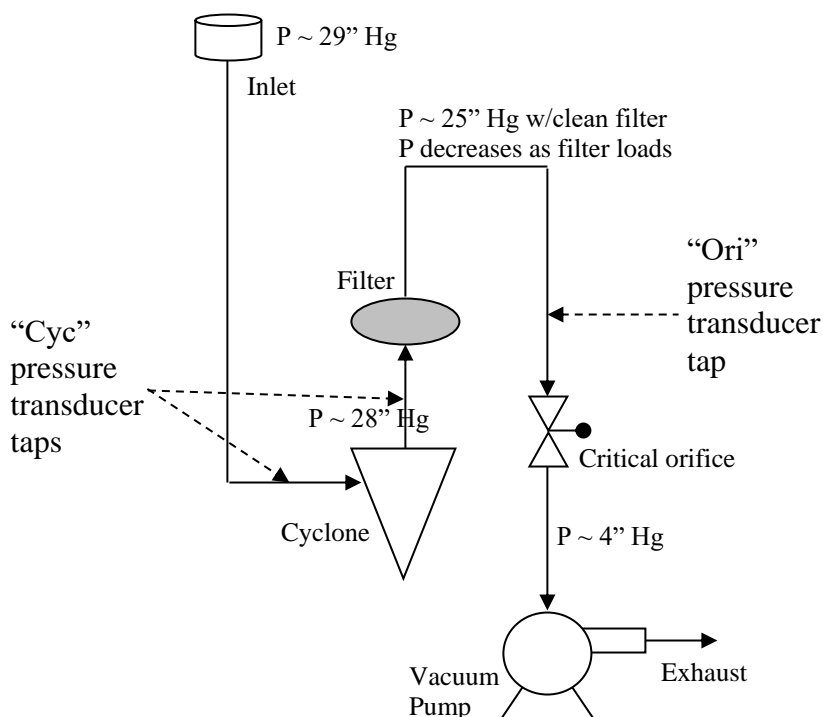 P ~ 29” Hg
Inlet
P ~ 25” Hg w/clean filter
P decreases as filter loads
“Ori”
pressure
transducer
tap
Filter
“Cyc”
pressure
transducer
taps
P ~ 28” Hg
Critical orifice
Cyclone
P ~ 4” Hg
Vacuum
Pump
Exhaust